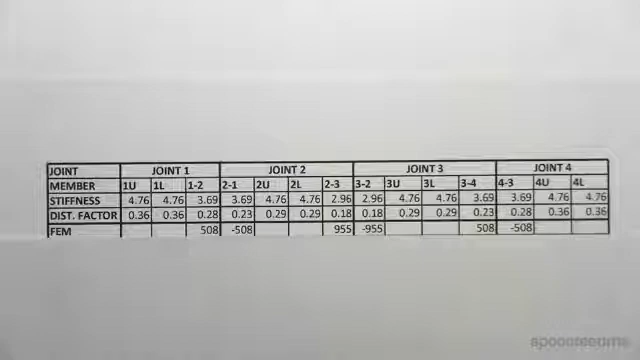 JOINT JOINT 1 JOINT 2 JOINT 3 JOINT 4
MEMBER 1U 1L 1-2 2-1 2U 2L 2-3 3-2 3U 3L 3-4 4-3 4U 4L
STIFFNESS 4.76 4.76 3.69 3.69 4.76 4.76 2.96 2.96 4.76 4.76 3.69 3.69 4.76 4.76
DIST. FACTOR 0.36 0.36 0.28 0.23 0.29 0.29 0.18 0.18 0.29 0.29 0.23 0.28 0.36 0.36
FEM 508 -508 955 -955 508 -508